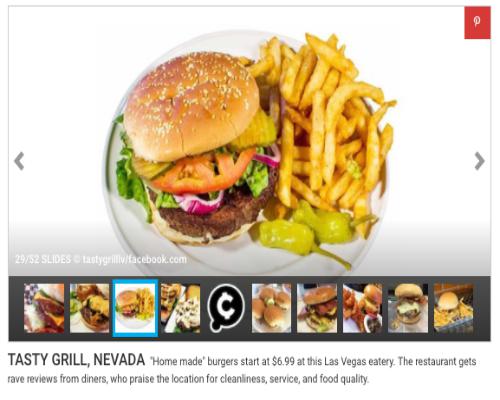 29/52 SLIDES © tastygrilllv/facebook.com
TASTY GRILL, NEVADA "Home made" burgers start at $6.99 at this Las Vegas eatery. The restaurant gets
rave reviews from diners, who praise the location for cleanliness, service, and food quality.